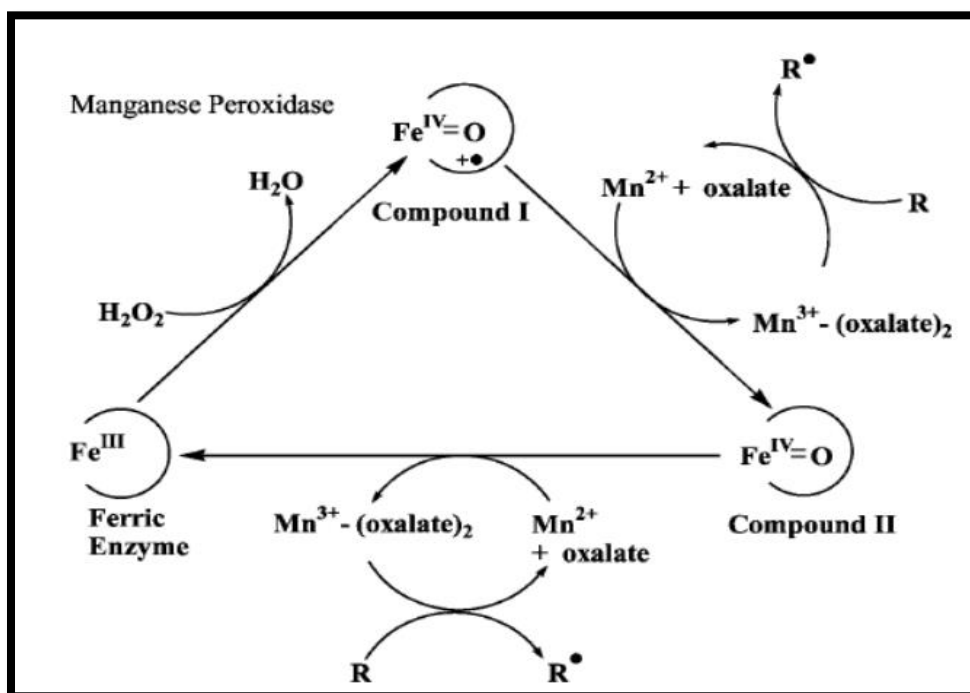 Manganese Peroxidase
Fe^IV=O
+●
Compound I
R●
H₂O
Mn²⁺ + oxalate
R
H₂O₂
Mn³⁺- (oxalate)₂
Fe^III
Fe^IV=O
Ferric
Enzyme
Mn³⁺- (oxalate)₂
Mn²⁺
+ oxalate
Compound II
R
R●